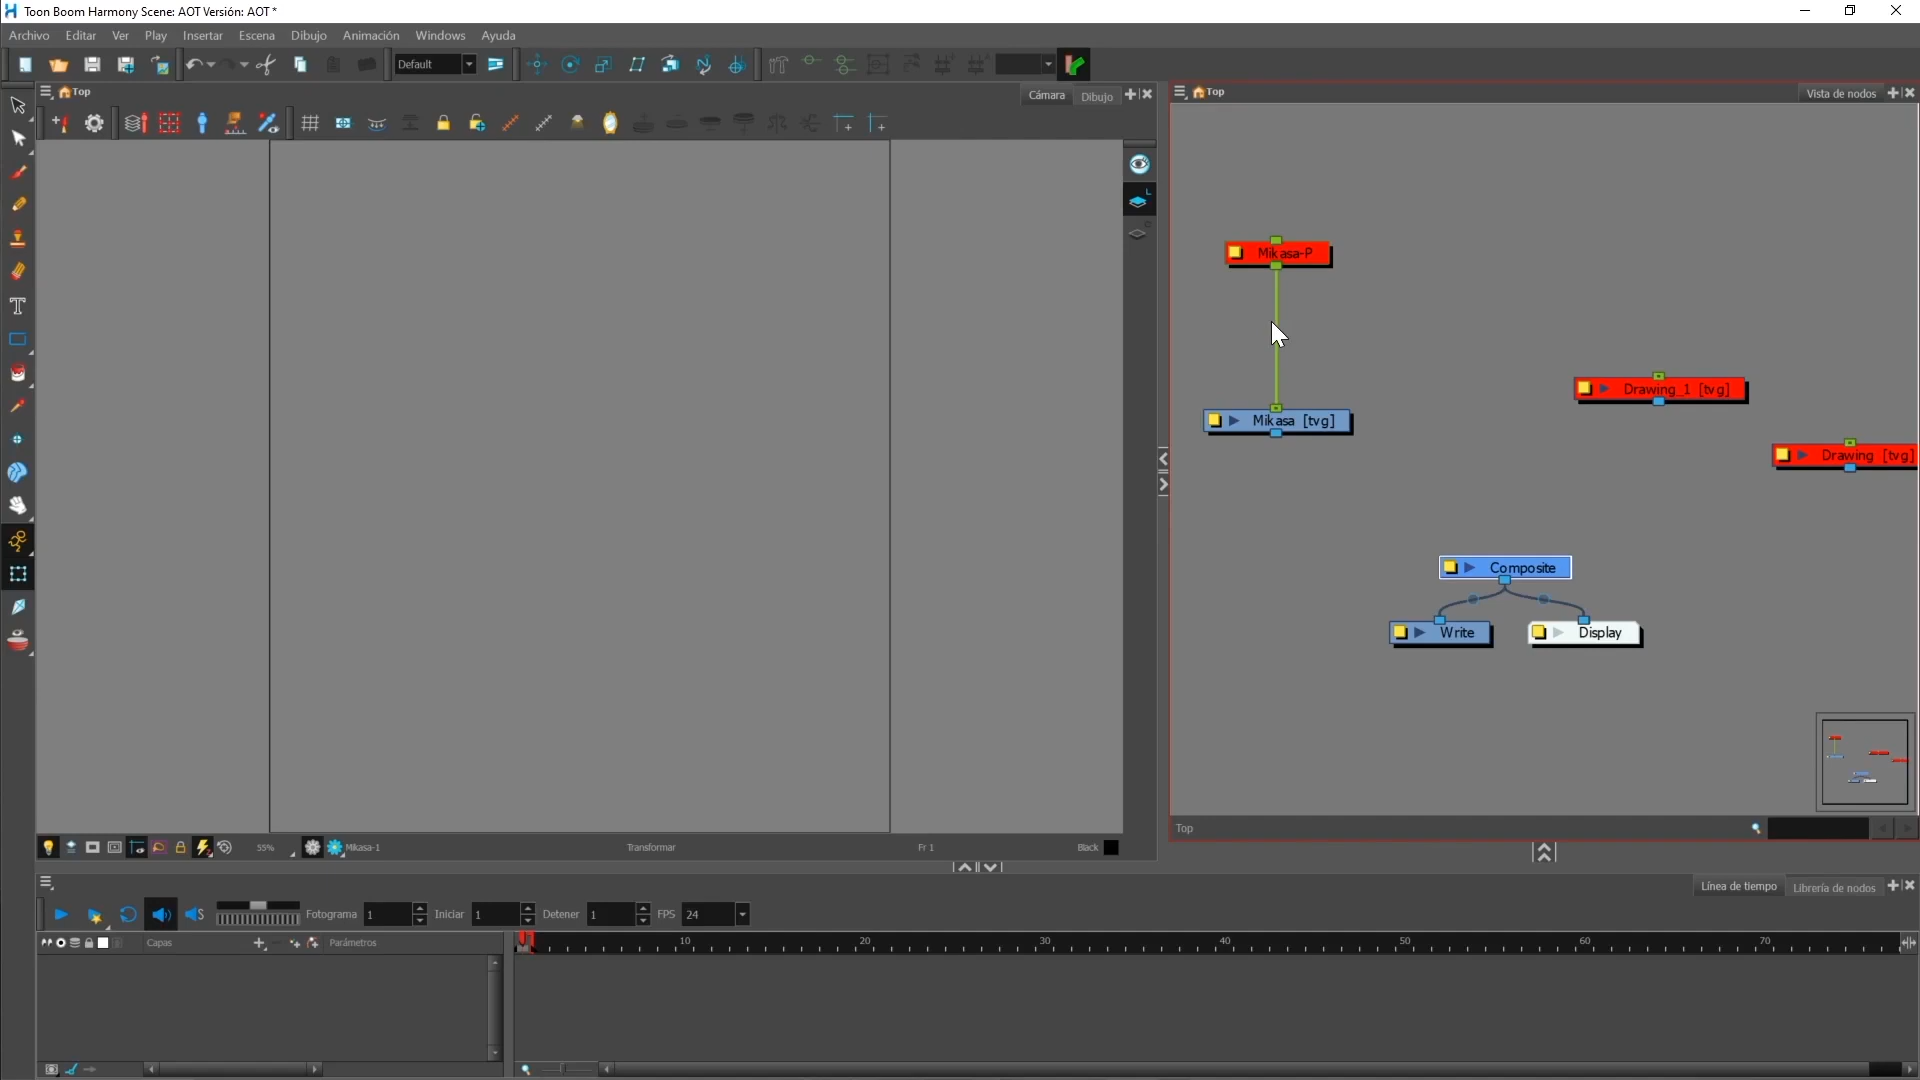 Toon Boom Harmony Scene: AOT Versión: AOT *
Archivo Editar Ver Play Insertar Escena Dibujo Animación Windows Ayuda
Default
Top
Cámara Dibujo
Top
Vista de nodos
Mikasa-P
Mikasa [tvg]
Drawing_1 [tvg]
Drawing [tvg]
Composite
Write
Display
Top
55%
Mikasa-1
Transformar
Fr 1
Black
Línea de tiempo Librería de nodos
Fotograma 1 Iniciar 1 Detener 1 FPS 24
Capas Parámetros
10 20 30 40 50 60 70